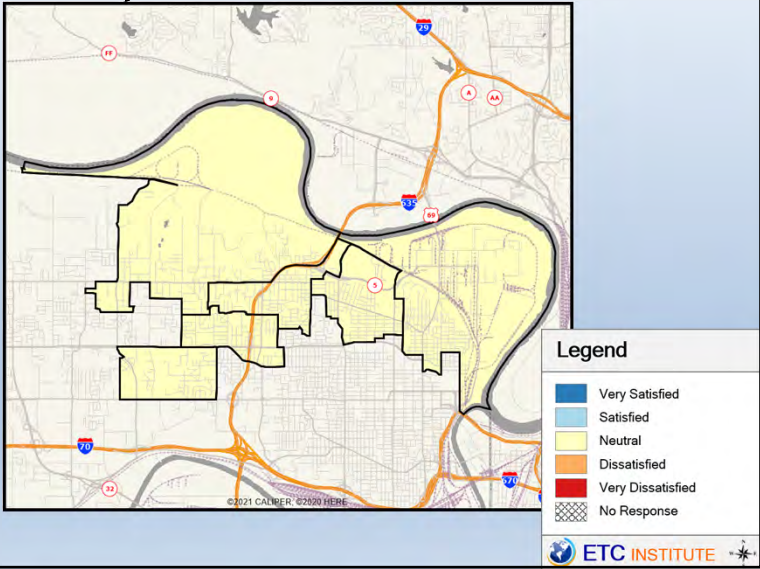 29
FF
9
A
AA
635
69
5
70
32
670
©2021 CALIPER; ©2020 HERE
Legend
Very Satisfied
Satisfied
Neutral
Dissatisfied
Very Dissatisfied
No Response
N
W
E
S
ETC INSTITUTE